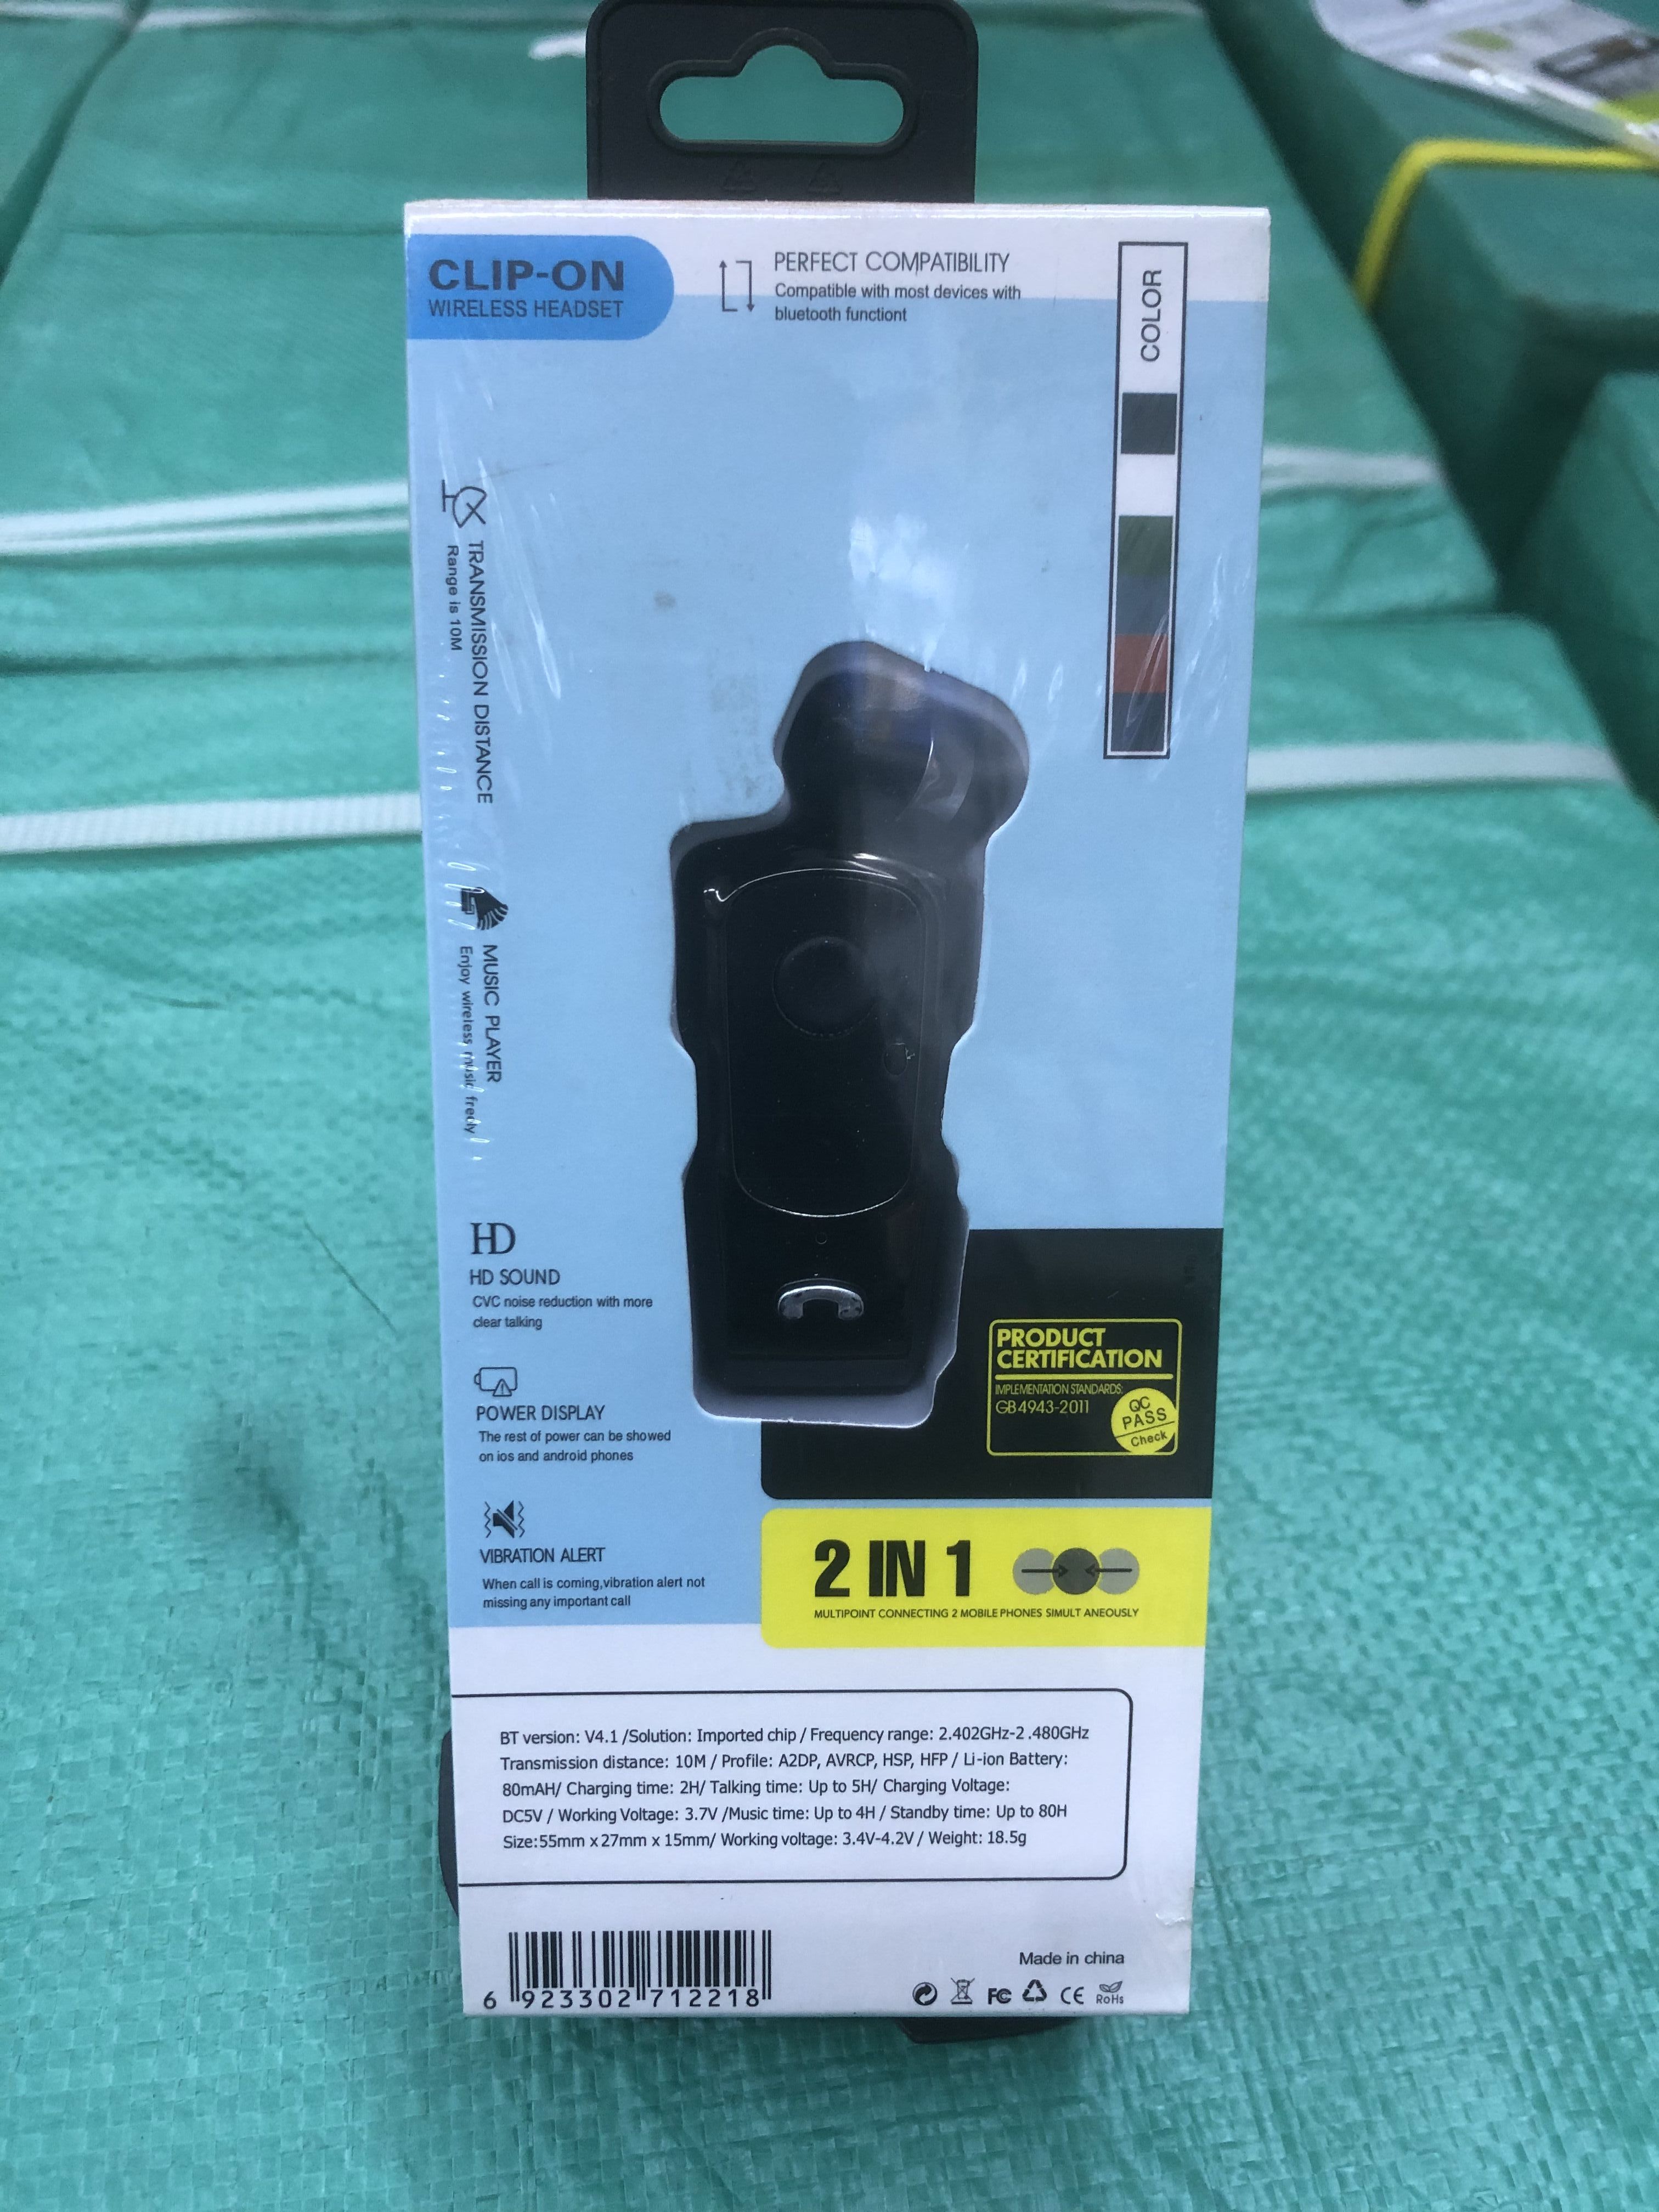 CLIP-ON
WIRELESS HEADSET
PERFECT COMPATIBILITY
Compatible with most devices with
bluetooth functiont
COLOR
TRANSMISSION DISTANCE
Range is 10M
MUSIC PLAYER
Enjoy wireless music freely
HD
HD SOUND
CVC noise reduction with more
clear talking
POWER DISPLAY
The rest of power can be showed
on ios and android phones
VIBRATION ALERT
When call is coming,vibration alert not
missing any important call
PRODUCT
CERTIFICATION
IMPLEMENTATION STANDARDS:
GB4943-2011
QC
PASS
Check
2 IN 1
MULTIPOINT CONNECTING 2 MOBILE PHONES SIMULT ANEOUSLY
BT version: V4.1 /Solution: Imported chip / Frequency range: 2.402GHz-2.480GHz
Transmission distance: 10M / Profile: A2DP, AVRCP, HSP, HFP / Li-ion Battery:
80mAH/ Charging time: 2H/ Talking time: Up to 5H/ Charging Voltage:
DC5V / Working Voltage: 3.7V /Music time: Up to 4H / Standby time: Up to 80H
Size:55mm x 27mm x 15mm/ Working voltage: 3.4V-4.2V / Weight: 18.5g
6 923302 712218
Made in china
FC CE RoHs